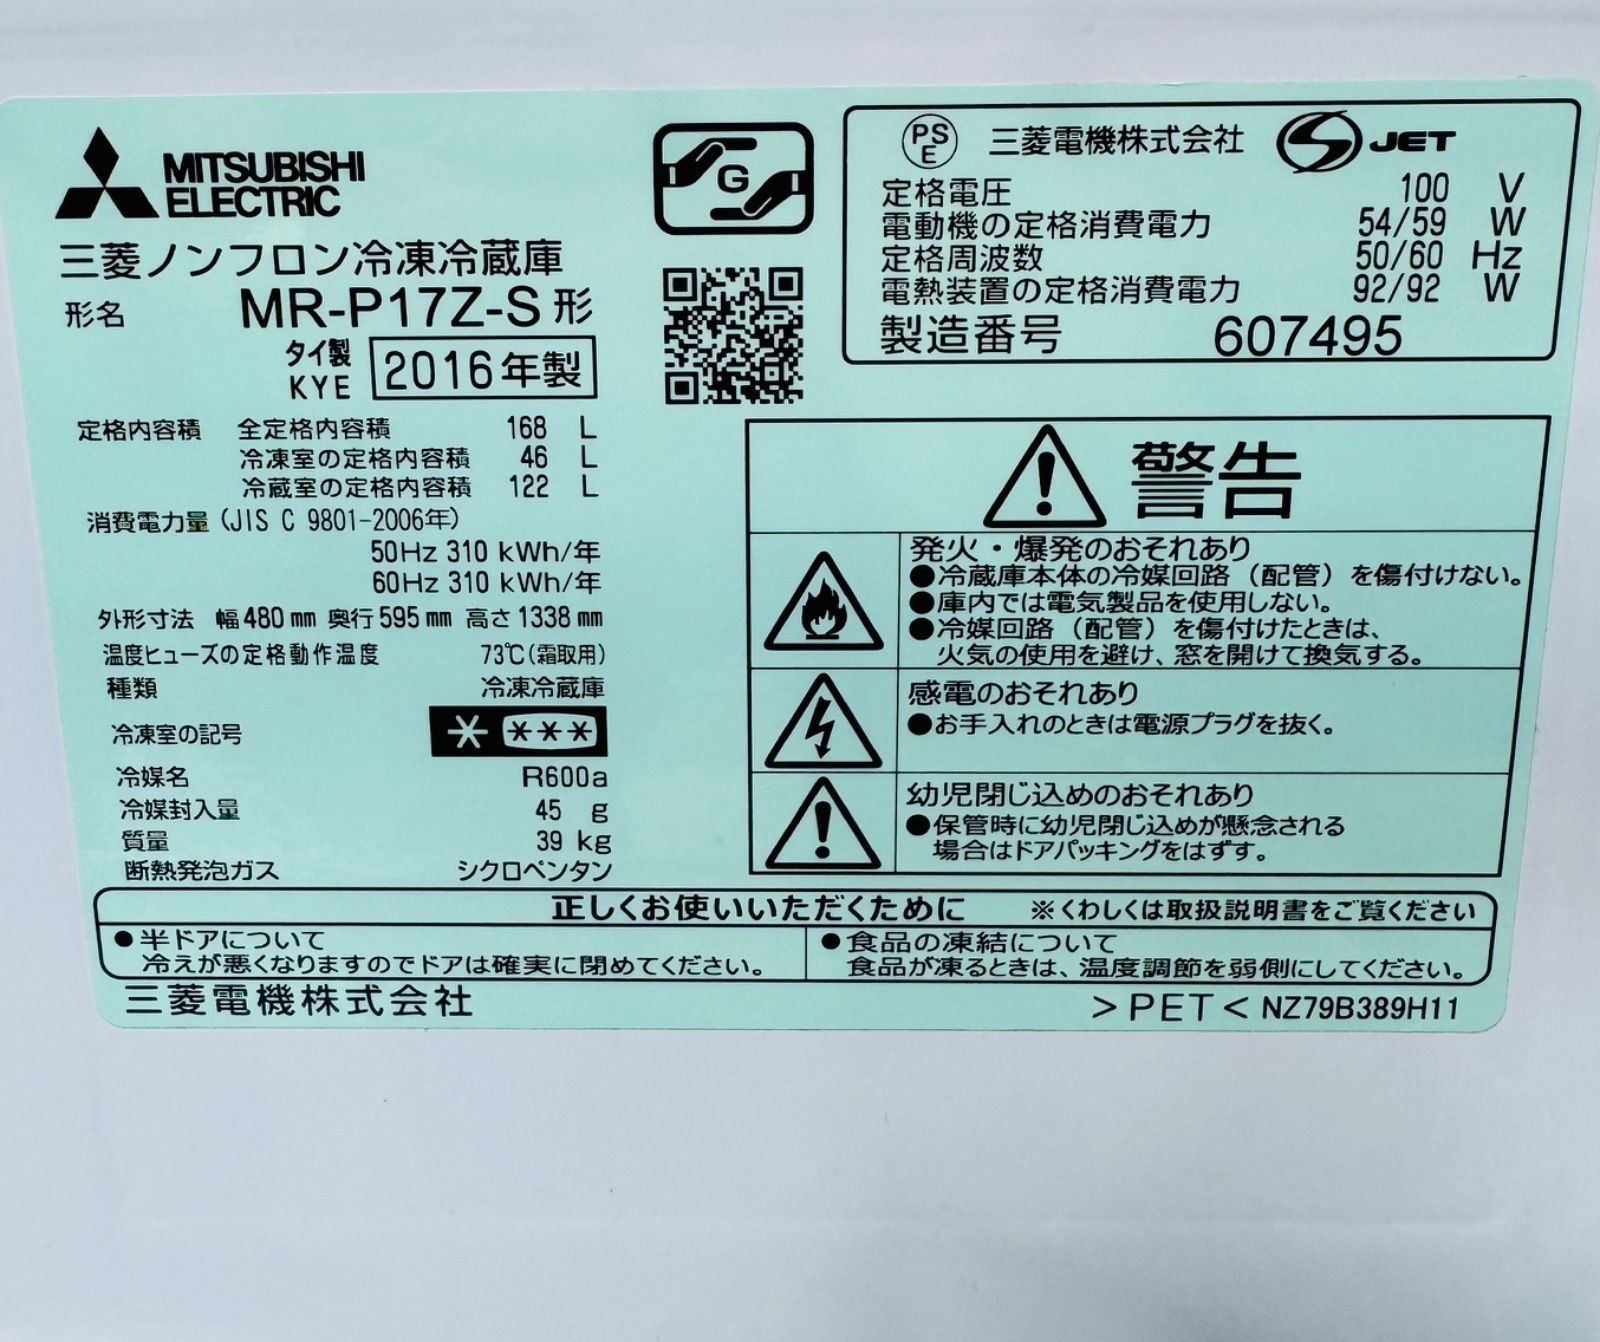 MITSUBISHI
ELECTRIC
三菱ノンフロン冷凍冷蔵庫
形名 MR-P17Z-S形
タイ製
KYE 2016年製
定格内容積 全定格内容積 168 L
冷凍室の定格内容積 46 L
冷蔵室の定格内容積 122 L
消費電力量 (JIS C 9801-2006年)
50Hz 310 kWh/年
60Hz 310 kWh/年
外形寸法 幅480mm 奥行595mm 高さ1338mm
温度ヒューズの定格動作温度 73℃(霜取用)
種類 冷凍冷蔵庫
冷凍室の記号 * ***
冷媒名 R600a
冷媒封入量 45 g
質量 39 kg
断熱発泡ガス シクロペンタン
G
PS
E 三菱電機株式会社 S JET
定格電圧 100 V
電動機の定格消費電力 54/59 W
定格周波数 50/60 Hz
電熱装置の定格消費電力 92/92 W
製造番号 607495
警告
発火・爆発のおそれあり
●冷蔵庫本体の冷媒回路(配管)を傷付けない。
●庫内では電気製品を使用しない。
●冷媒回路(配管)を傷付けたときは、
火気の使用を避け、窓を開けて換気する。
感電のおそれあり
●お手入れのときは電源プラグを抜く。
幼児閉じ込めのおそれあり
●保管時に幼児閉じ込めが懸念される
場合はドアパッキングをはずす。
正しくお使いいただくために ※くわしくは取扱説明書をご覧ください
●半ドアについて
冷えが悪くなりますのでドアは確実に閉めてください。
●食品の凍結について
食品が凍るときは、温度調節を弱側にしてください。
三菱電機株式会社
>PET< NZ79B389H11